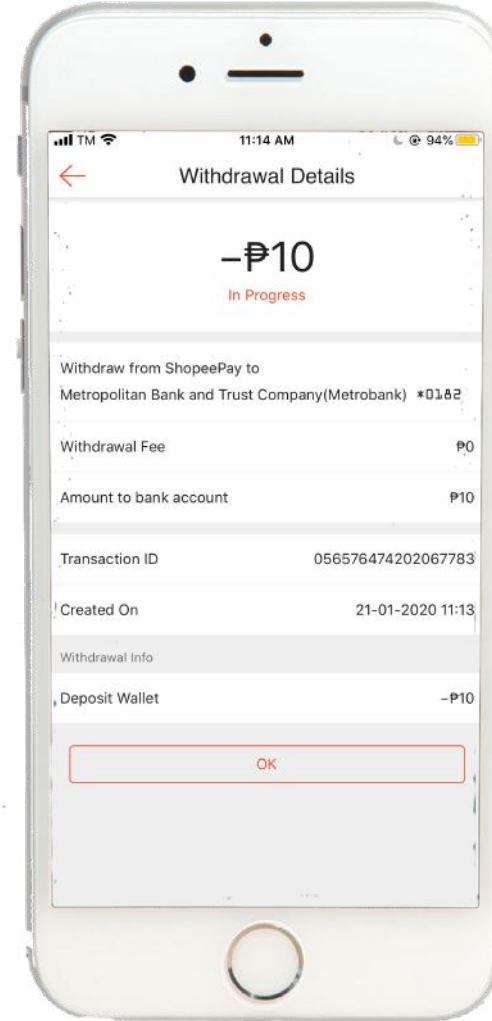 TM 11:14 AM 94%
Withdrawal Details
–₱10
In Progress
Withdraw from ShopeePay to
Metropolitan Bank and Trust Company(Metrobank) *0182
Withdrawal Fee ₱0
Amount to bank account ₱10
Transaction ID 056576474202067783
Created On 21-01-2020 11:13
Withdrawal Info
Deposit Wallet –₱10
OK